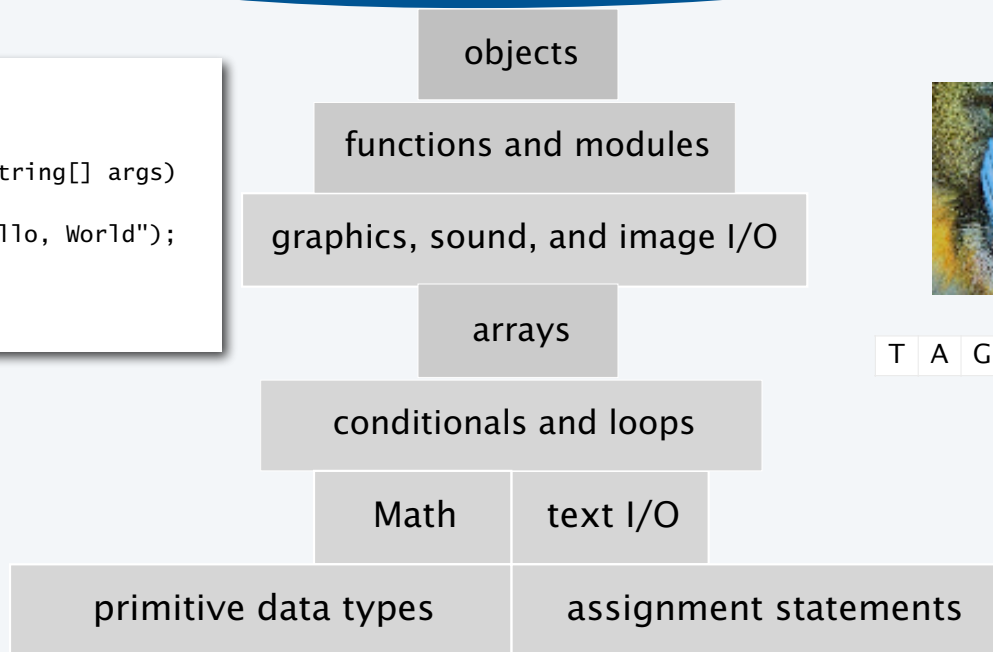 objects
functions and modules
tring[] args)
llo, World");
graphics, sound, and image I/O
arrays
T A G
conditionals and loops
Math text I/O
primitive data types assignment statements